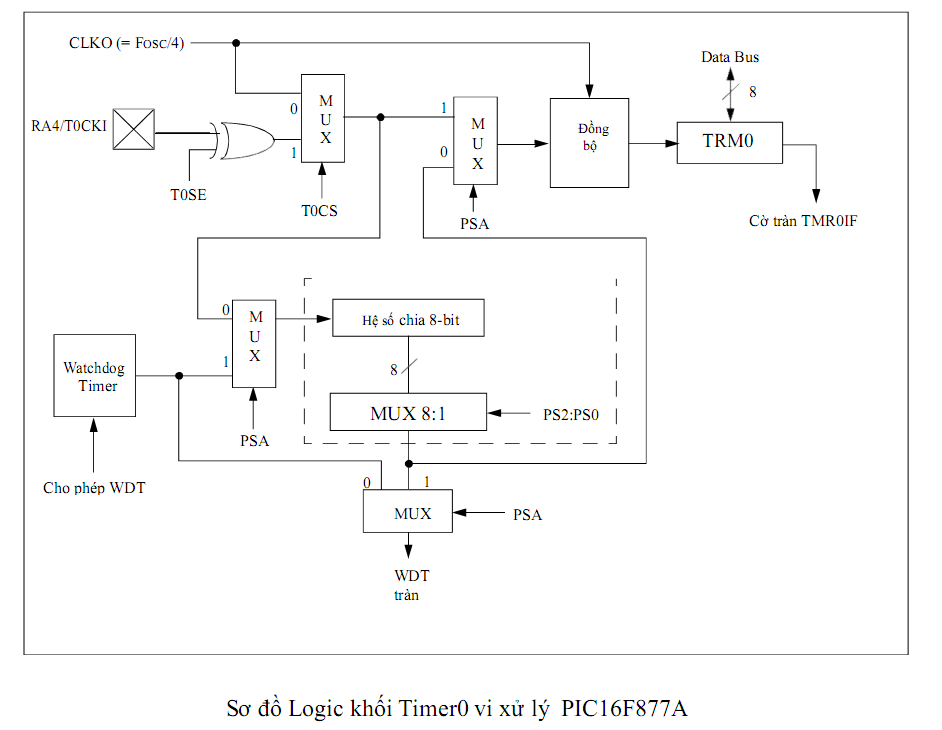 CLKO (= Fosc/4)
Data Bus
8
RA4/T0CKI
0
1
M
U
X
T0SE
T0CS
1
0
M
U
X
PSA
Đồng
bộ
TRM0
Cờ tràn TMR0IF
0
1
M
U
X
PSA
Hệ số chia 8-bit
8
MUX 8:1
PS2:PS0
Watchdog
Timer
Cho phép WDT
0
1
MUX
PSA
WDT
tràn
Sơ đồ Logic khối Timer0 vi xử lý PIC16F877A